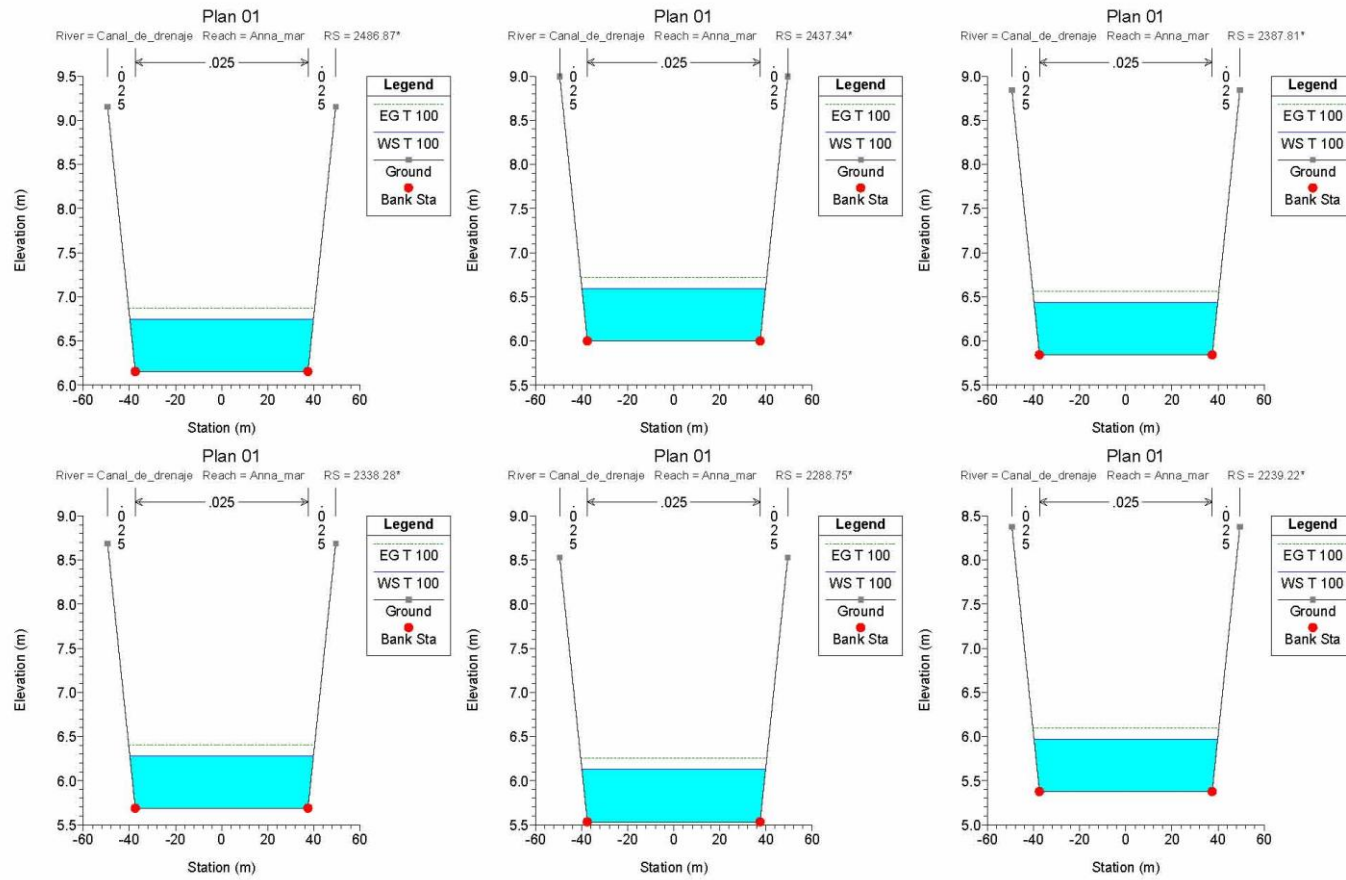 Plan 01
River = Canal_de_drenaje Reach = Anna_mar RS = 2486.87*
.025
.025
.025
Legend
EG T 100
WS T 100
Ground
Bank Sta
Elevation (m)
9.5
9.0
8.5
8.0
7.5
7.0
6.5
6.0
-60 -40 -20 0 20 40 60
Station (m)
Plan 01
River = Canal_de_drenaje Reach = Anna_mar RS = 2437.34*
.025
.025
.025
Legend
EG T 100
WS T 100
Ground
Bank Sta
Elevation (m)
9.0
8.5
8.0
7.5
7.0
6.5
6.0
5.5
-60 -40 -20 0 20 40 60
Station (m)
Plan 01
River = Canal_de_drenaje Reach = Anna_mar RS = 2387.81*
.025
.025
.025
Legend
EG T 100
WS T 100
Ground
Bank Sta
Elevation (m)
9.0
8.5
8.0
7.5
7.0
6.5
6.0
5.5
-60 -40 -20 0 20 40 60
Station (m)
Plan 01
River = Canal_de_drenaje Reach = Anna_mar RS = 2338.28*
.025
.025
.025
Legend
EG T 100
WS T 100
Ground
Bank Sta
Elevation (m)
9.0
8.5
8.0
7.5
7.0
6.5
6.0
5.5
-60 -40 -20 0 20 40 60
Station (m)
Plan 01
River = Canal_de_drenaje Reach = Anna_mar RS = 2288.75*
.025
.025
.025
Legend
EG T 100
WS T 100
Ground
Bank Sta
Elevation (m)
9.0
8.5
8.0
7.5
7.0
6.5
6.0
5.5
-60 -40 -20 0 20 40 60
Station (m)
Plan 01
River = Canal_de_drenaje Reach = Anna_mar RS = 2239.22*
.025
.025
.025
Legend
EG T 100
WS T 100
Ground
Bank Sta
Elevation (m)
8.5
8.0
7.5
7.0
6.5
6.0
5.5
5.0
-60 -40 -20 0 20 40 60
Station (m)